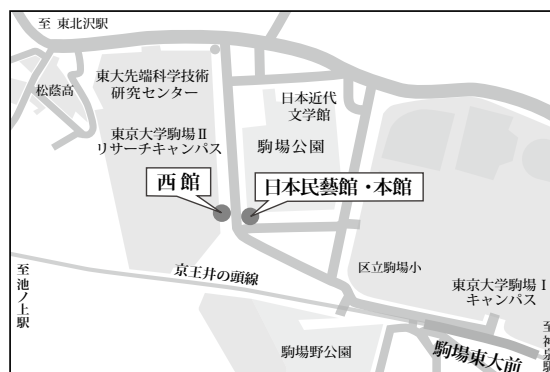 至 東北沢駅
松蔭高
東大先端科学技術
研究センター
日本近代
文学館
東京大学駒場Ⅱ
リサーチキャンパス
駒場公園
西館
日本民藝館・本館
京王井の頭線
至池ノ上駅
区立駒場小
東京大学駒場Ⅰ
キャンパス
至神泉駅
駒場野公園
駒場東大前